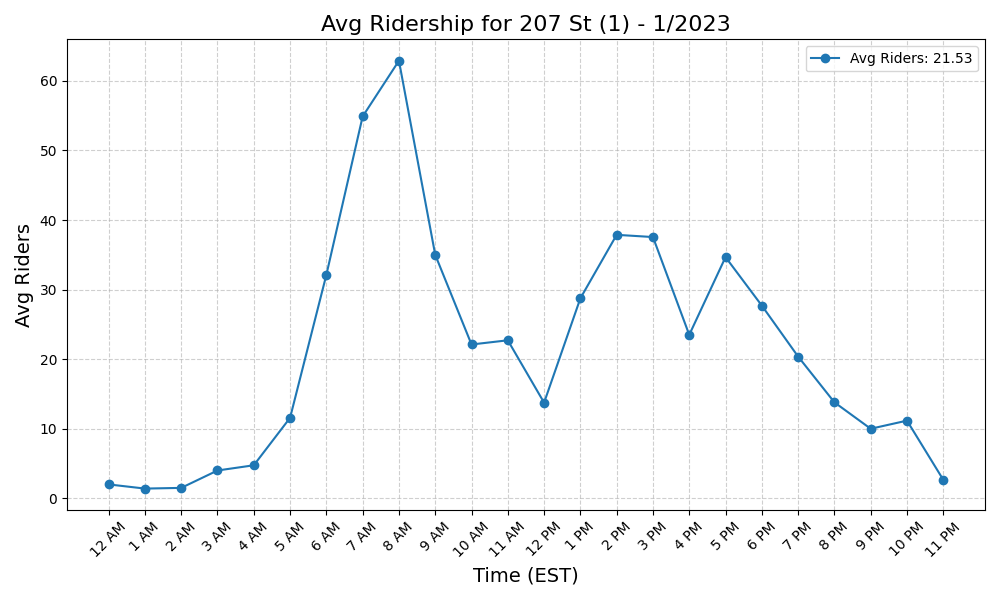 Avg Ridership for 207 St (1) - 1/2023
Avg Riders: 21.53
Avg Riders
60
50
40
30
20
10
0
12 AM
1 AM
2 AM
3 AM
4 AM
5 AM
6 AM
7 AM
8 AM
9 AM
10 AM
11 AM
12 PM
1 PM
2 PM
3 PM
4 PM
5 PM
6 PM
7 PM
8 PM
9 PM
10 PM
11 PM
Time (EST)